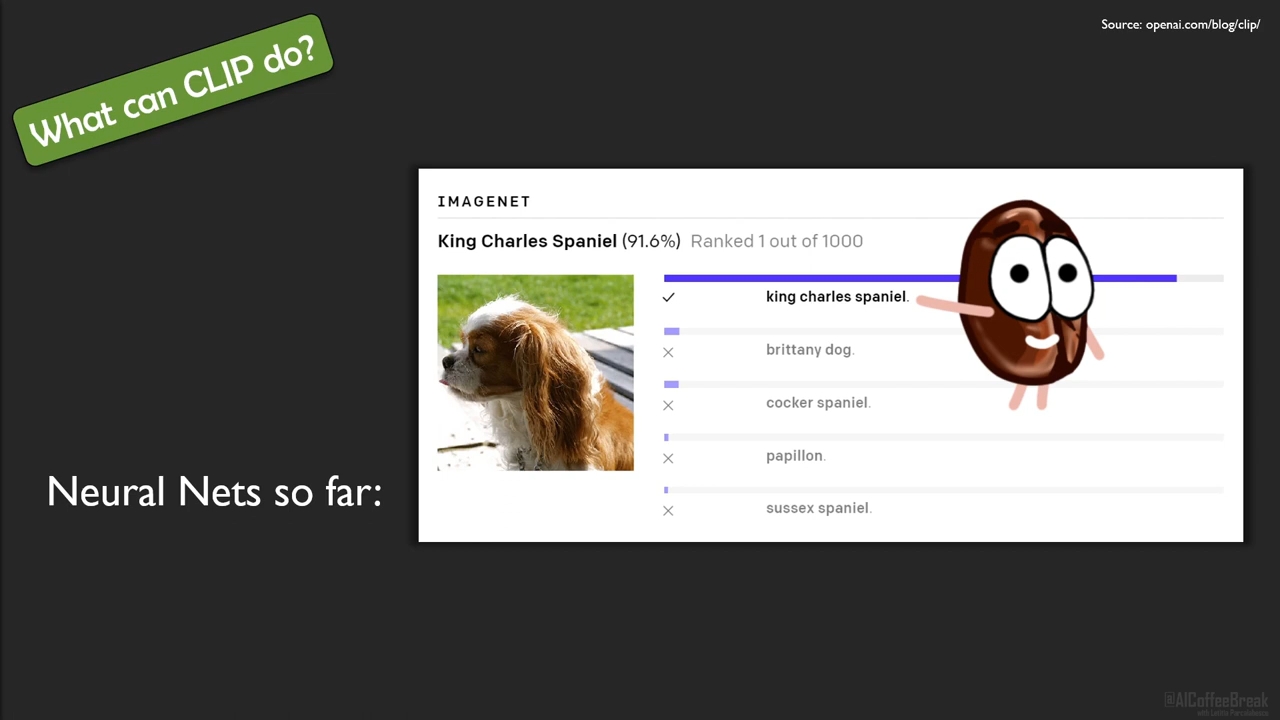 What can CLIP do?
Source: openai.com/blog/clip/
IMAGENET
King Charles Spaniel (91.6%) Ranked 1 out of 1000
king charles spaniel.
brittany dog.
cocker spaniel.
papillon.
sussex spaniel.
Neural Nets so far:
@AICoffeeBreak